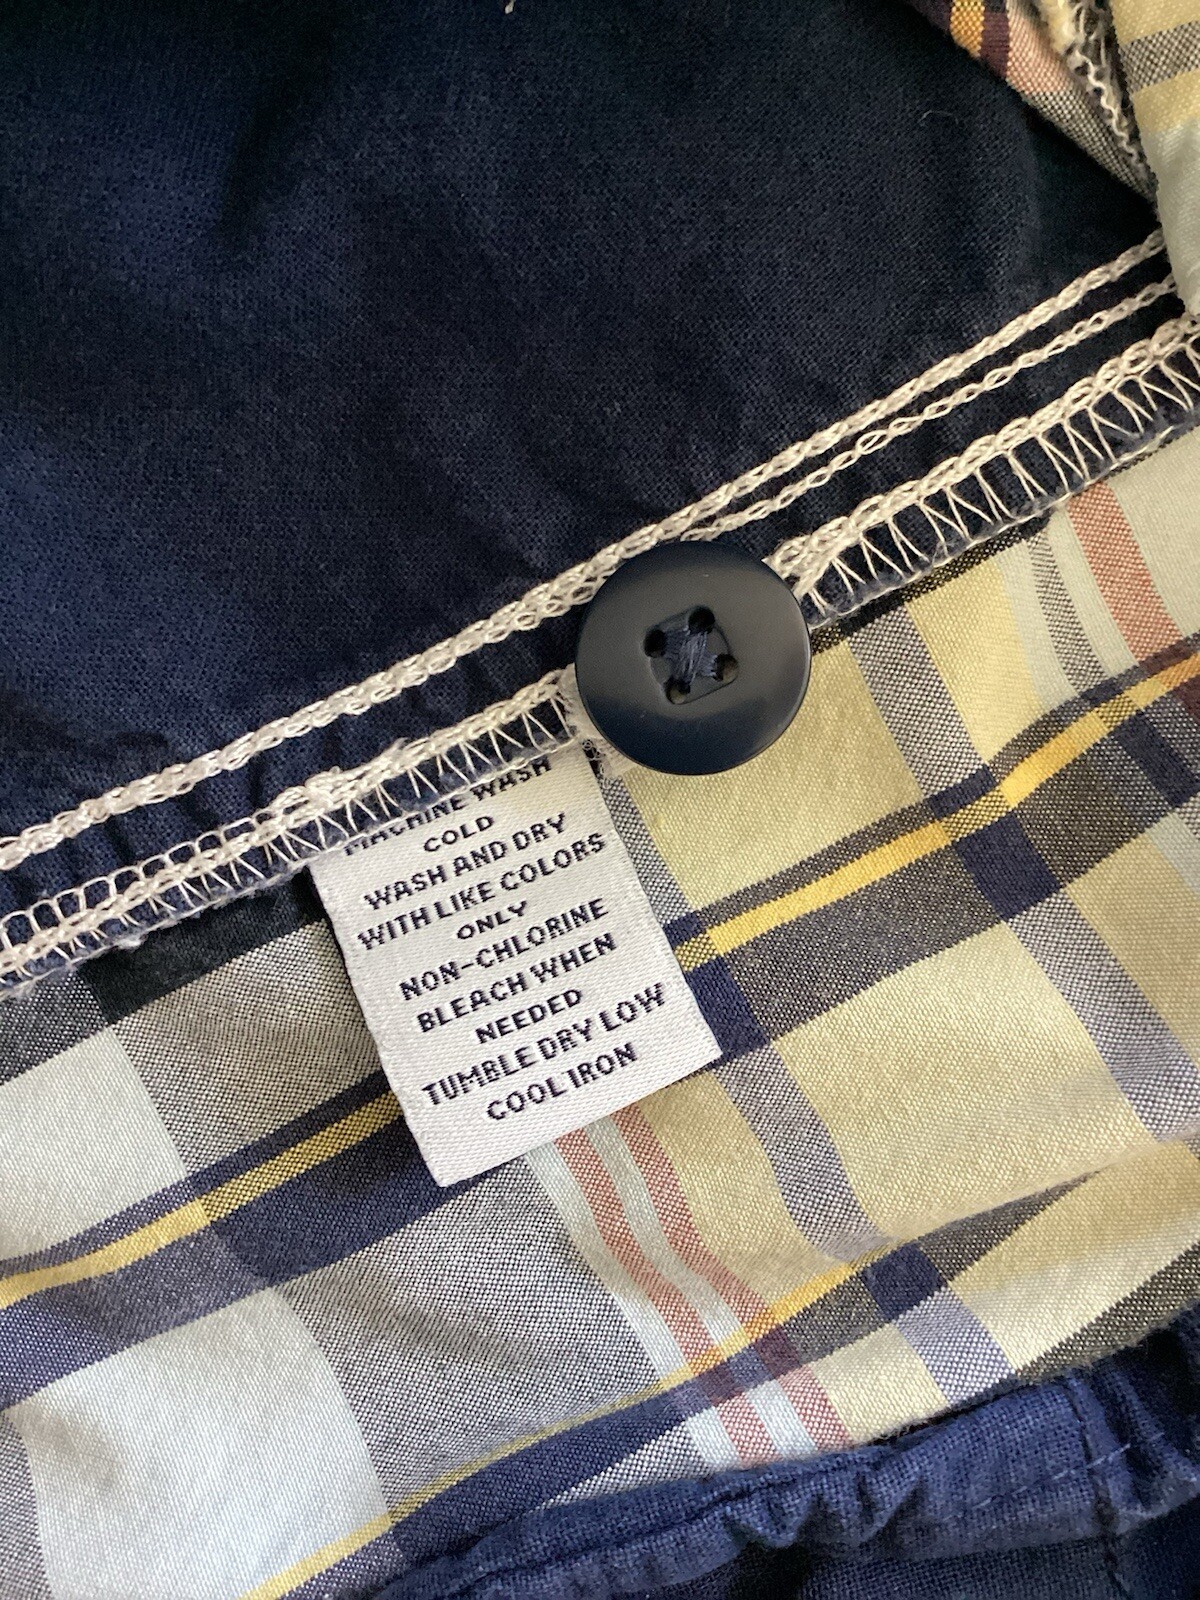 MACHINE WASH
COLD
WASH AND DRY
WITH LIKE COLORS
ONLY
NON-CHLORINE
BLEACH WHEN
NEEDED
TUMBLE DRY LOW
COOL IRON